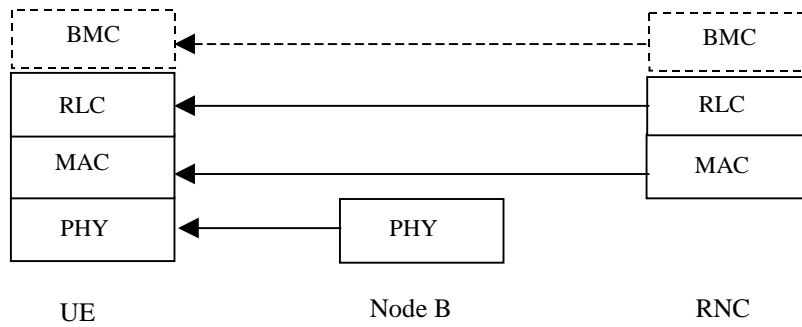 BMC BMC
RLC RLC
MAC MAC
PHY PHY
UE Node B RNC